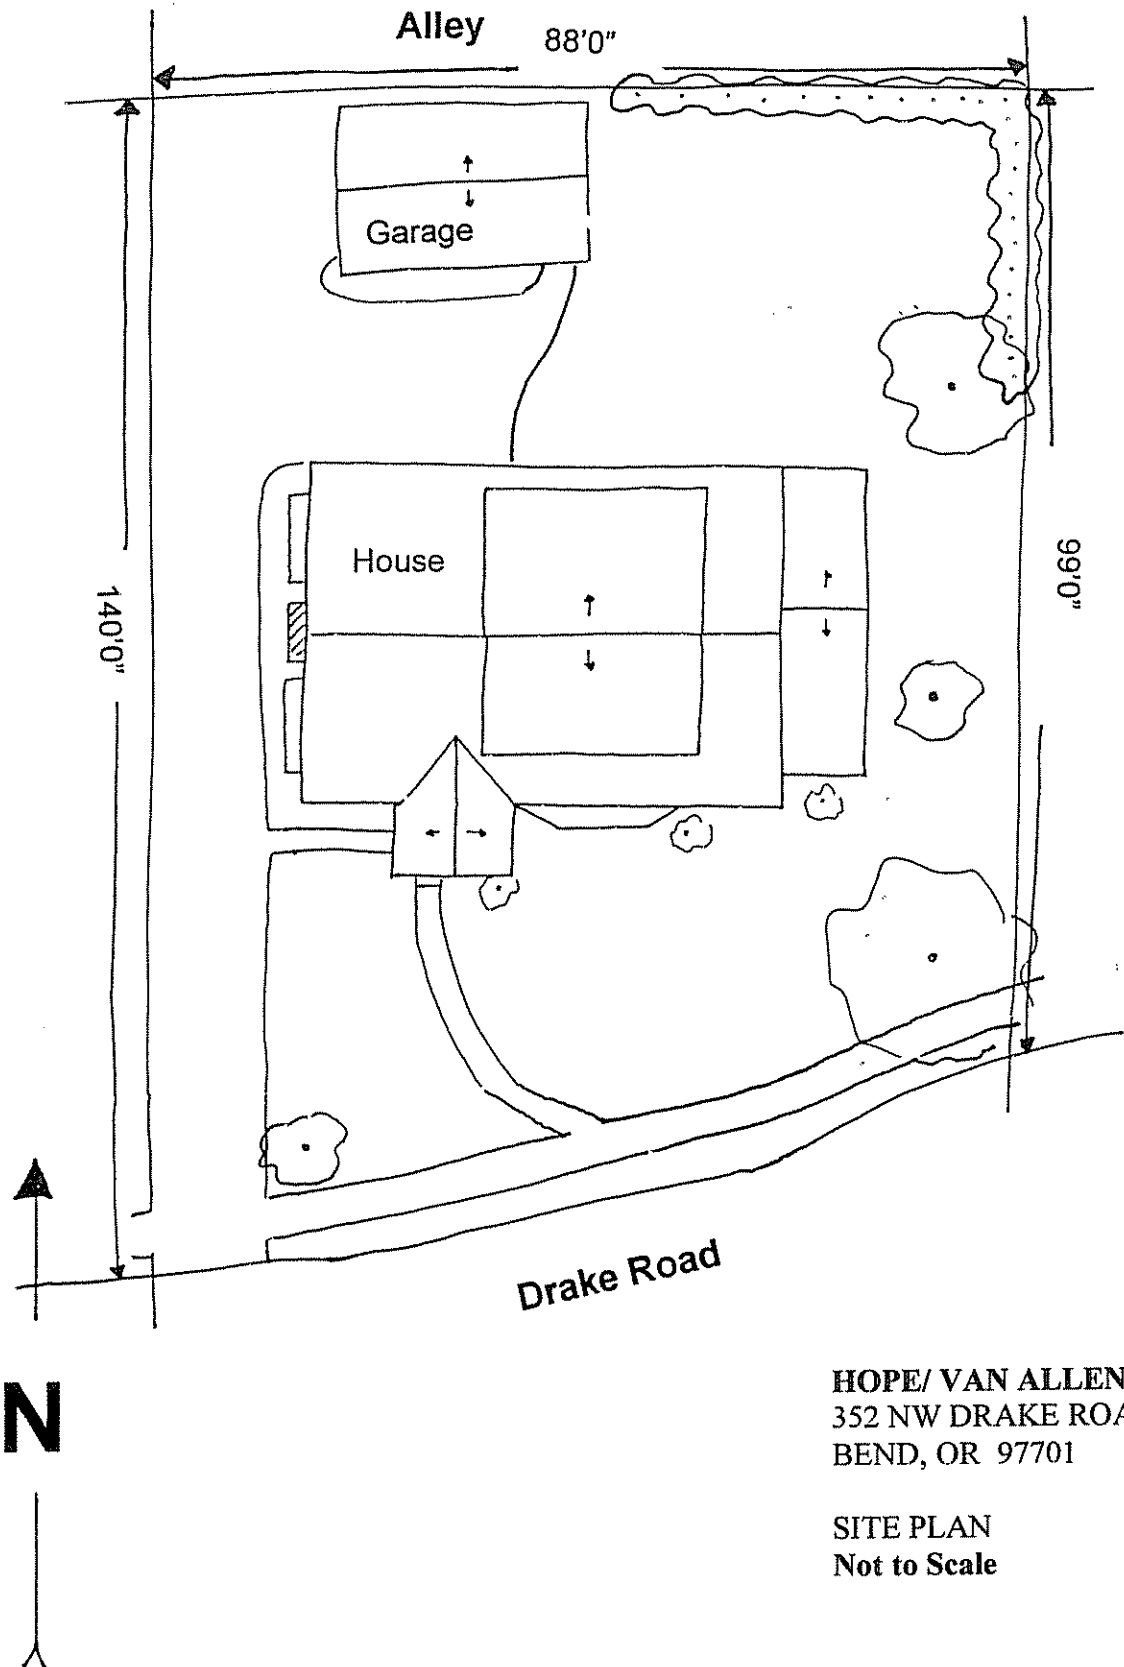 Alley
88'0"
Garage
House
140'0"
99'0"
Drake Road
N
HOPE/ VAN ALLEN
352 NW DRAKE ROA
BEND, OR 97701
SITE PLAN
Not to Scale